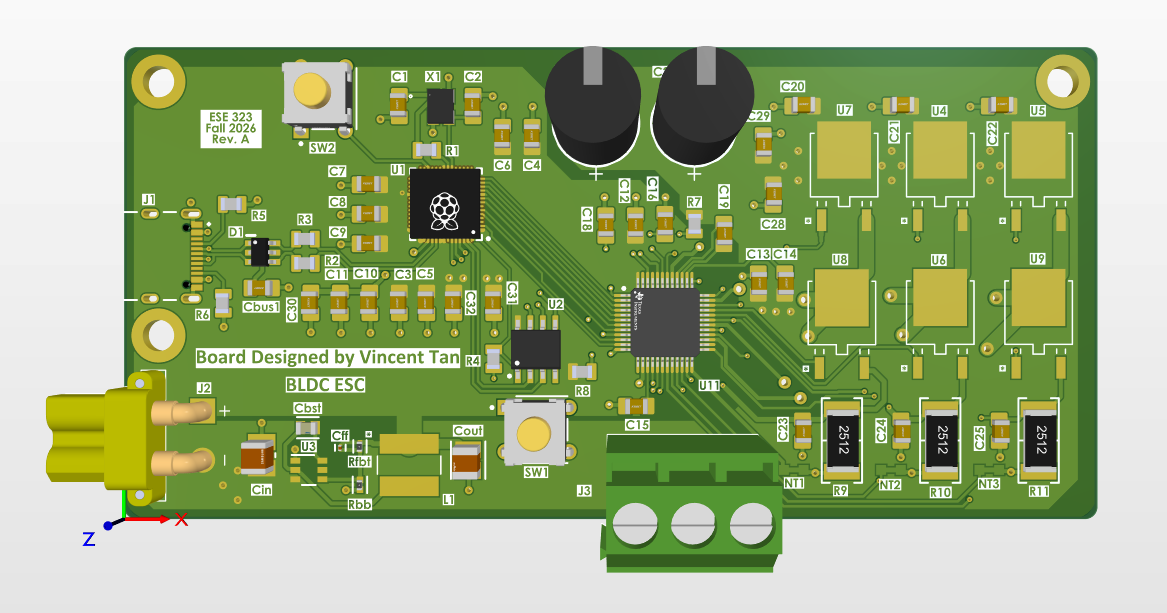 C1
X1
C2
C20
U7
C21
U4
C22
U5
ESE 323
Fall 2026
Rev. A
SW2
R1
C6
C4
C29
C7
U1
C8
C9
J1
R5
D1
R3
R2
C18
C12
C16
R7
C19
C28
C11
C10
C3
C5
C13
C14
U8
U6
U9
R6
Cbus1
C30
C32
C31
U2
TEXAS
INSTRUMENTS
Board Designed by Vincent Tan
R4
R8
U11
BLDC ESC
J2
+
Cbst
Cff
Cout
C15
C23
2512
C24
2512
C25
2512
U3
Rfbt
SW1
Cin
Rbb
L1
J3
NT1
R9
NT2
R10
NT3
R11
X
Z